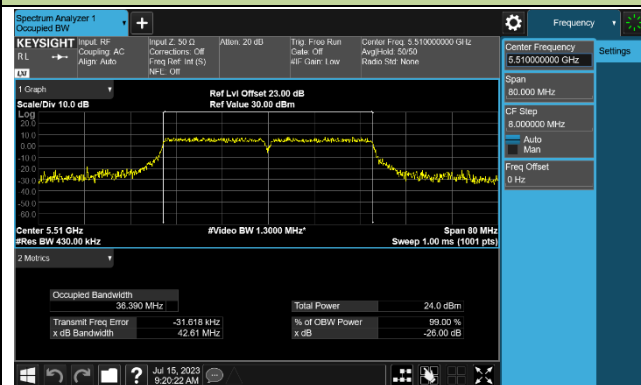 Spectrum Analyzer 1
Occupied BW
Frequency
KEYSIGHT
RL
Input: RF
Coupling: AC
Align: Auto
Input Z: 50 Ω
Corrections: Off
Freq Ref: Int (S)
NFE: Off
Atten: 20 dB
Trig: Free Run
Gate: Off
#IF Gain: Low
Center Freq: 5.510000000 GHz
Avg|Hold: 50/50
Radio Std: None
LXI
Center Frequency
5.510000000 GHz
Settings
Span
80.000 MHz
CF Step
8.000000 MHz
Auto
Man
Freq Offset
0 Hz
1 Graph
Scale/Div 10.0 dB
Ref Lvl Offset 23.00 dB
Ref Value 30.00 dBm
Log
20.0
10.0
0.00
-10.0
-20.0
-30.0
-40.0
-50.0
-60.0
Center 5.51 GHz
#Res BW 430.00 kHz
#Video BW 1.3000 MHz*
Span 80 MHz
Sweep 1.00 ms (1001 pts)
2 Metrics
Occupied Bandwidth
36.390 MHz
Total Power 24.0 dBm
Transmit Freq Error -31.618 kHz
% of OBW Power 99.00 %
x dB Bandwidth 42.61 MHz
x dB -26.00 dB
?
Jul 15, 2023
9:20:22 AM